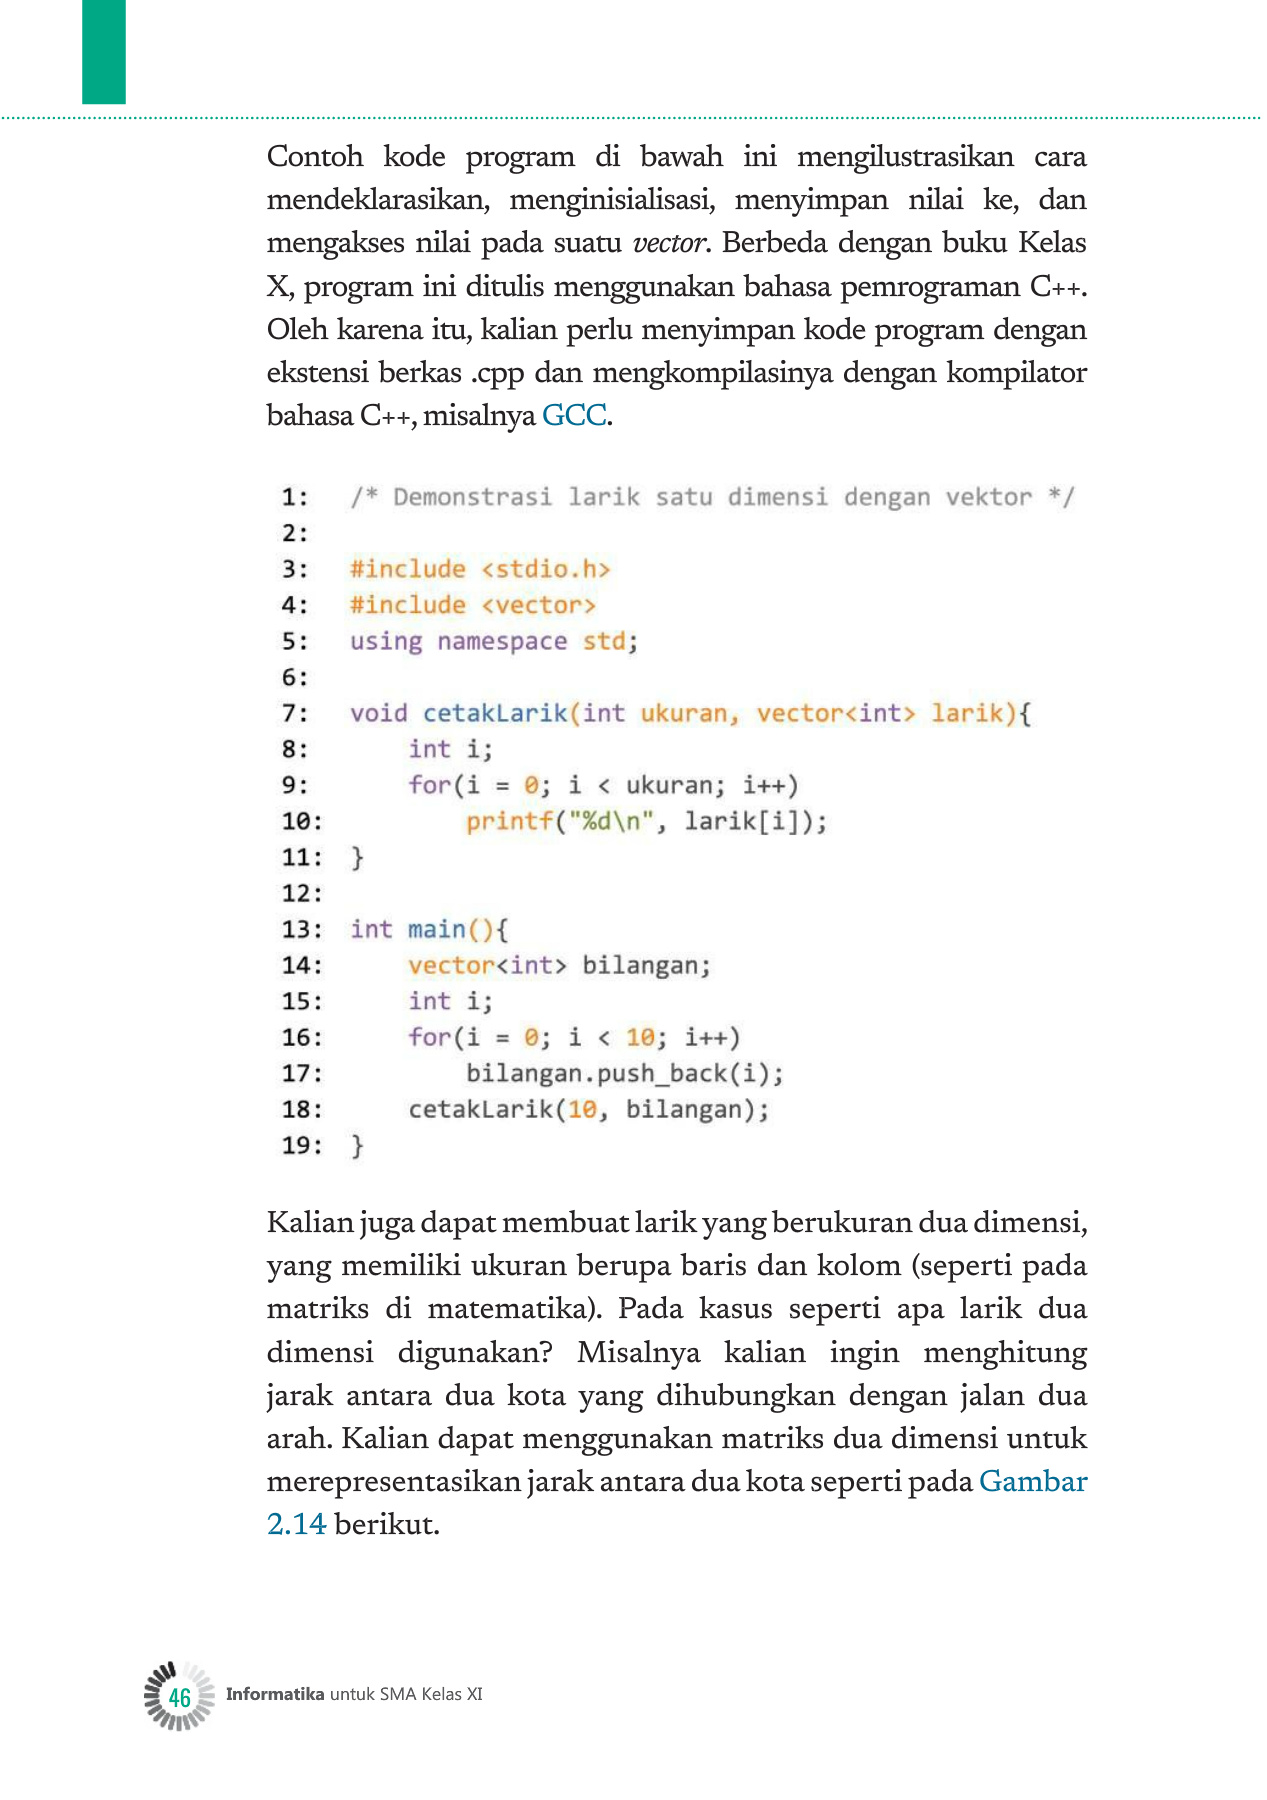 Contoh kode program di bawah ini mengilustrasikan cara
mendeklarasikan, menginisialisasi, menyimpan nilai ke, dan
mengakses nilai pada suatu vector. Berbeda dengan buku Kelas
X, program ini ditulis menggunakan bahasa pemrograman C++.
Oleh karena itu, kalian perlu menyimpan kode program dengan
ekstensi berkas .cpp dan mengkompilasinya dengan kompilator
bahasa C++, misalnya GCC.
1: /* Demonstrasi larik satu dimensi dengan vektor */
2:
3: #include <stdio.h>
4: #include <vector>
5: using namespace std;
6:
7: void cetakLarik(int ukuran, vector<int> larik){
8:     int i;
9:     for(i = 0; i < ukuran; i++)
10:         printf("%d\n", larik[i]);
11: }
12:
13: int main(){
14:     vector<int> bilangan;
15:     int i;
16:     for(i = 0; i < 10; i++)
17:         bilangan.push_back(i);
18:     cetakLarik(10, bilangan);
19: }
Kalian juga dapat membuat larik yang berukuran dua dimensi,
yang memiliki ukuran berupa baris dan kolom (seperti pada
matriks di matematika). Pada kasus seperti apa larik dua
dimensi digunakan? Misalnya kalian ingin menghitung
jarak antara dua kota yang dihubungkan dengan jalan dua
arah. Kalian dapat menggunakan matriks dua dimensi untuk
merepresentasikan jarak antara dua kota seperti pada Gambar
2.14 berikut.
46 Informatika untuk SMA Kelas XI